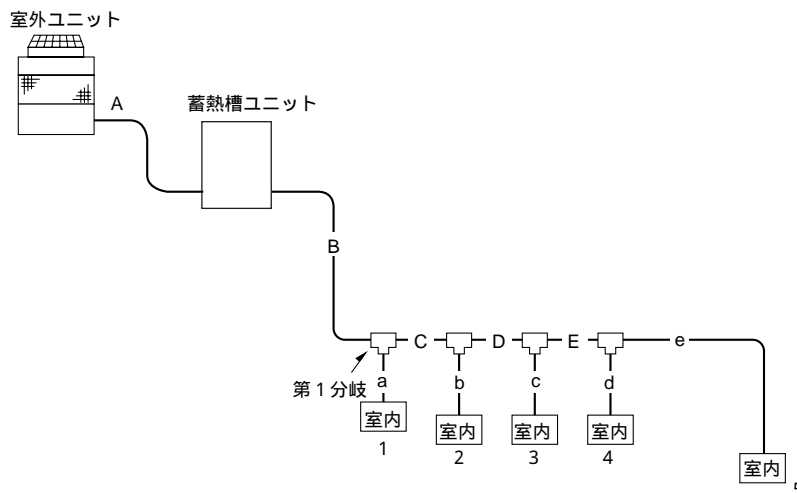 室外ユニット
A
蓄熱槽ユニット
B
C D E e
第1分岐 a b c d
室内 室内 室内 室内
1 2 3 4
室内